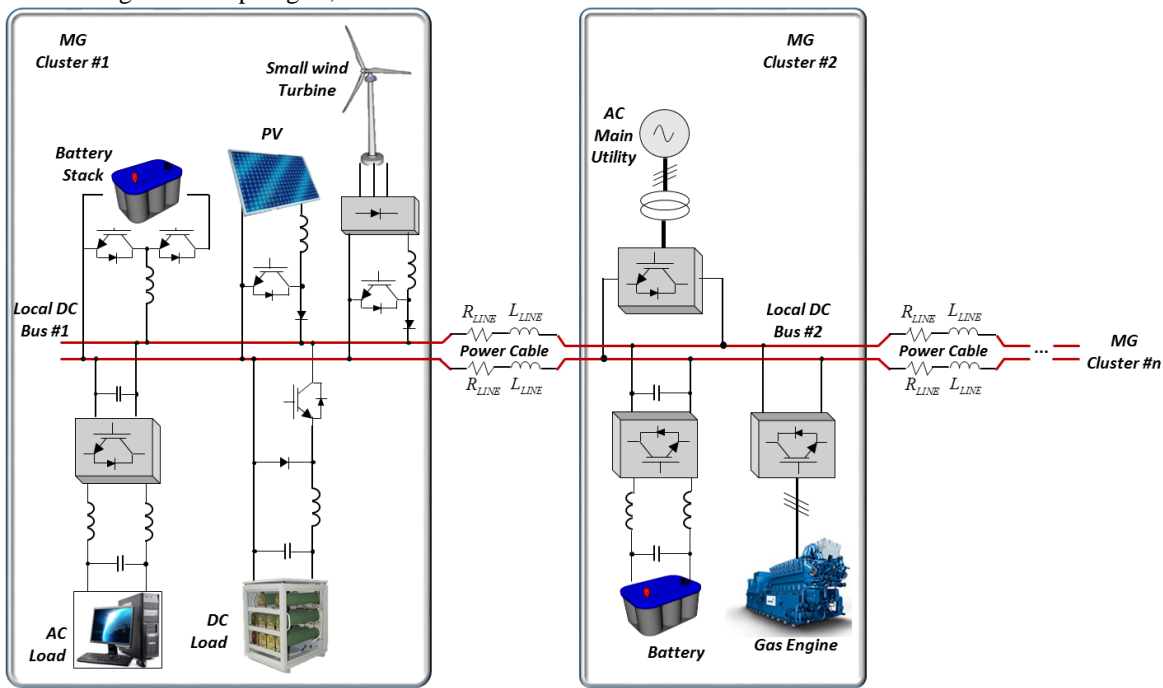 MG
Cluster #1
Small wind
Turbine
PV
Battery
Stack
Local DC
Bus #1
AC
Load
DC
Load
R_LINE L_LINE
Power Cable
R_LINE L_LINE
MG
Cluster #2
AC
Main
Utility
Local DC
Bus #2
Battery
Gas Engine
R_LINE L_LINE
Power Cable
R_LINE L_LINE
...
MG
Cluster #n